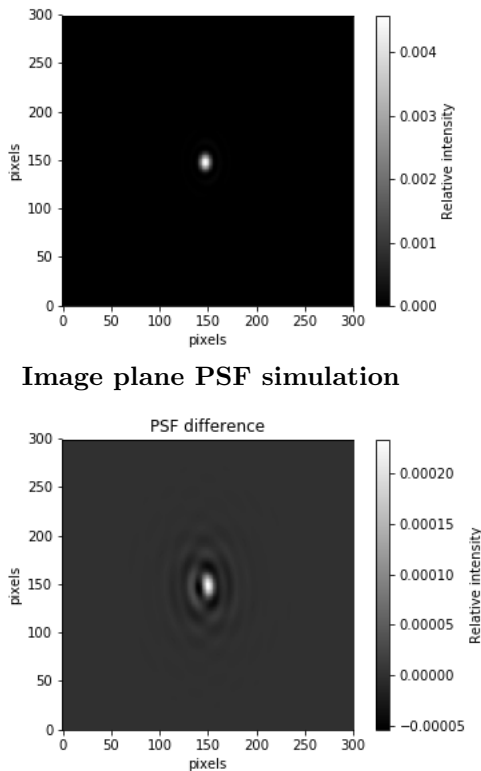 300
250
200
150
100
50
0
pixels
0 50 100 150 200 250 300
pixels
0.004
0.003
0.002
0.001
0.000
Relative intensity
Image plane PSF simulation
PSF difference
300
250
200
150
100
50
0
pixels
0 50 100 150 200 250 300
pixels
0.00020
0.00015
0.00010
0.00005
0.00000
−0.00005
Relative intensity